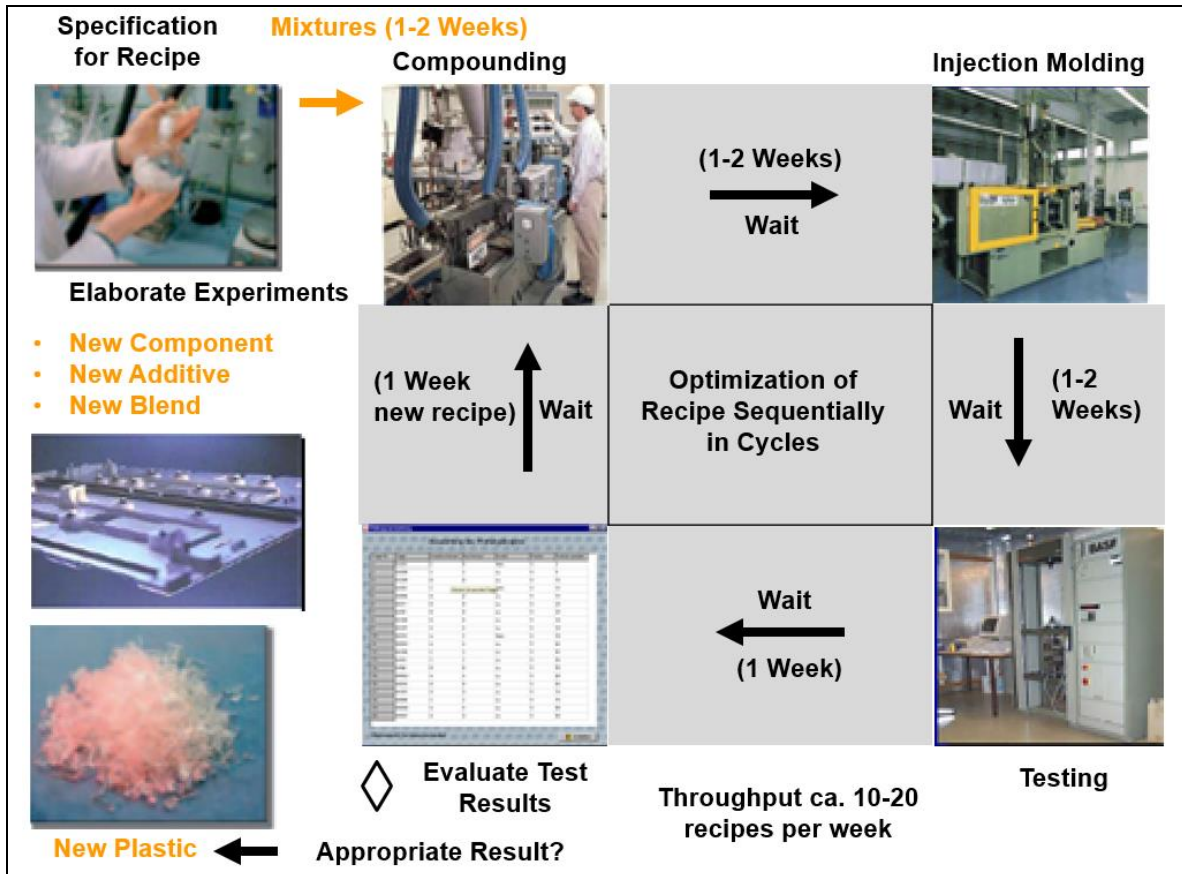 Specification
for Recipe
Mixtures (1-2 Weeks)
Compounding
Injection Molding
(1-2 Weeks)
Wait
Elaborate Experiments
• New Component
• New Additive
• New Blend
(1 Week
new recipe)
Wait
Optimization of
Recipe Sequentially
in Cycles
Wait
(1-2
Weeks)
BASF
Wait
(1 Week)
Evaluate Test
Results
Throughput ca. 10-20
recipes per week
Testing
New Plastic
Appropriate Result?